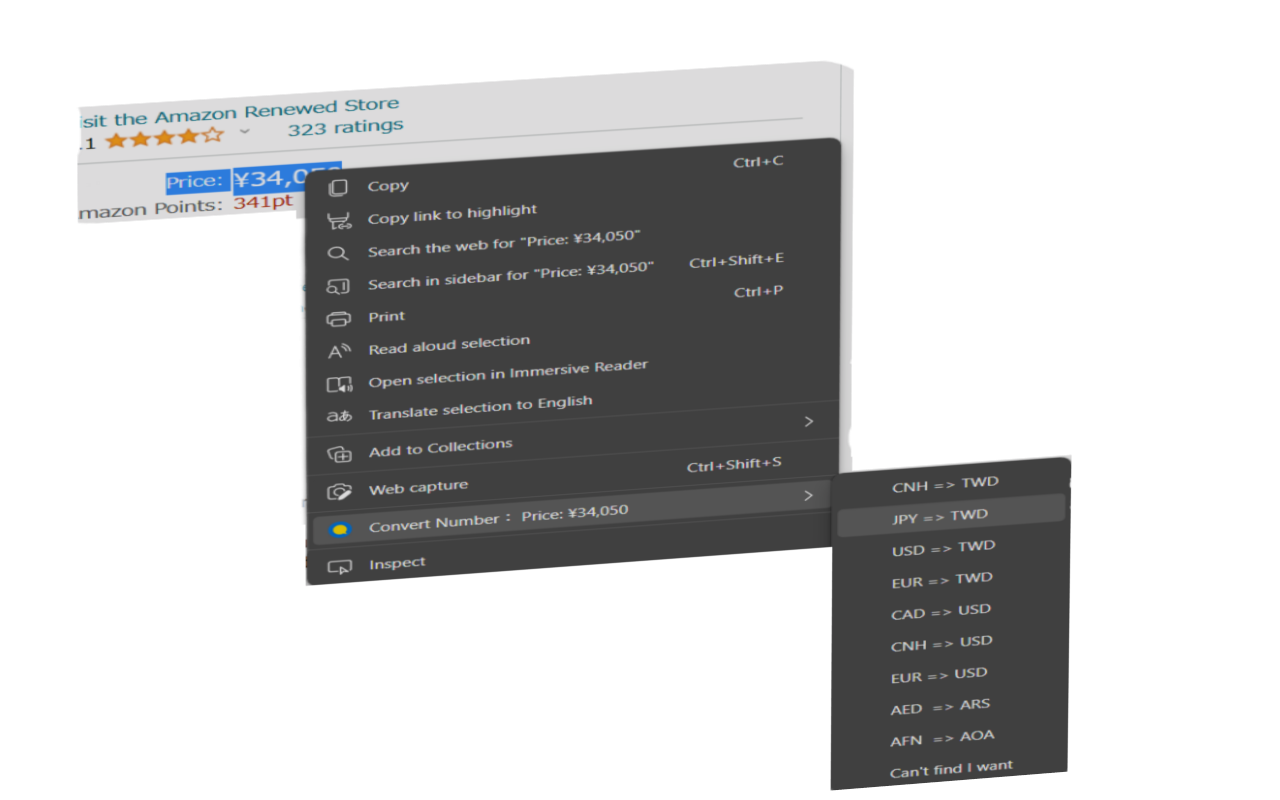 isit the Amazon Renewed Store
.1 323 ratings
Price: ¥34,050
mazon Points: 341pt
Copy Ctrl+C
Copy link to highlight
Search the web for "Price: ¥34,050"
Search in sidebar for "Price: ¥34,050" Ctrl+Shift+E
Print Ctrl+P
Read aloud selection
Open selection in Immersive Reader
Translate selection to English
Add to Collections
Web capture Ctrl+Shift+S
Convert Number： Price: ¥34,050
Inspect
CNH => TWD
JPY => TWD
USD => TWD
EUR => TWD
CAD => USD
CNH => USD
EUR => USD
AED => ARS
AFN => AOA
Can't find I want